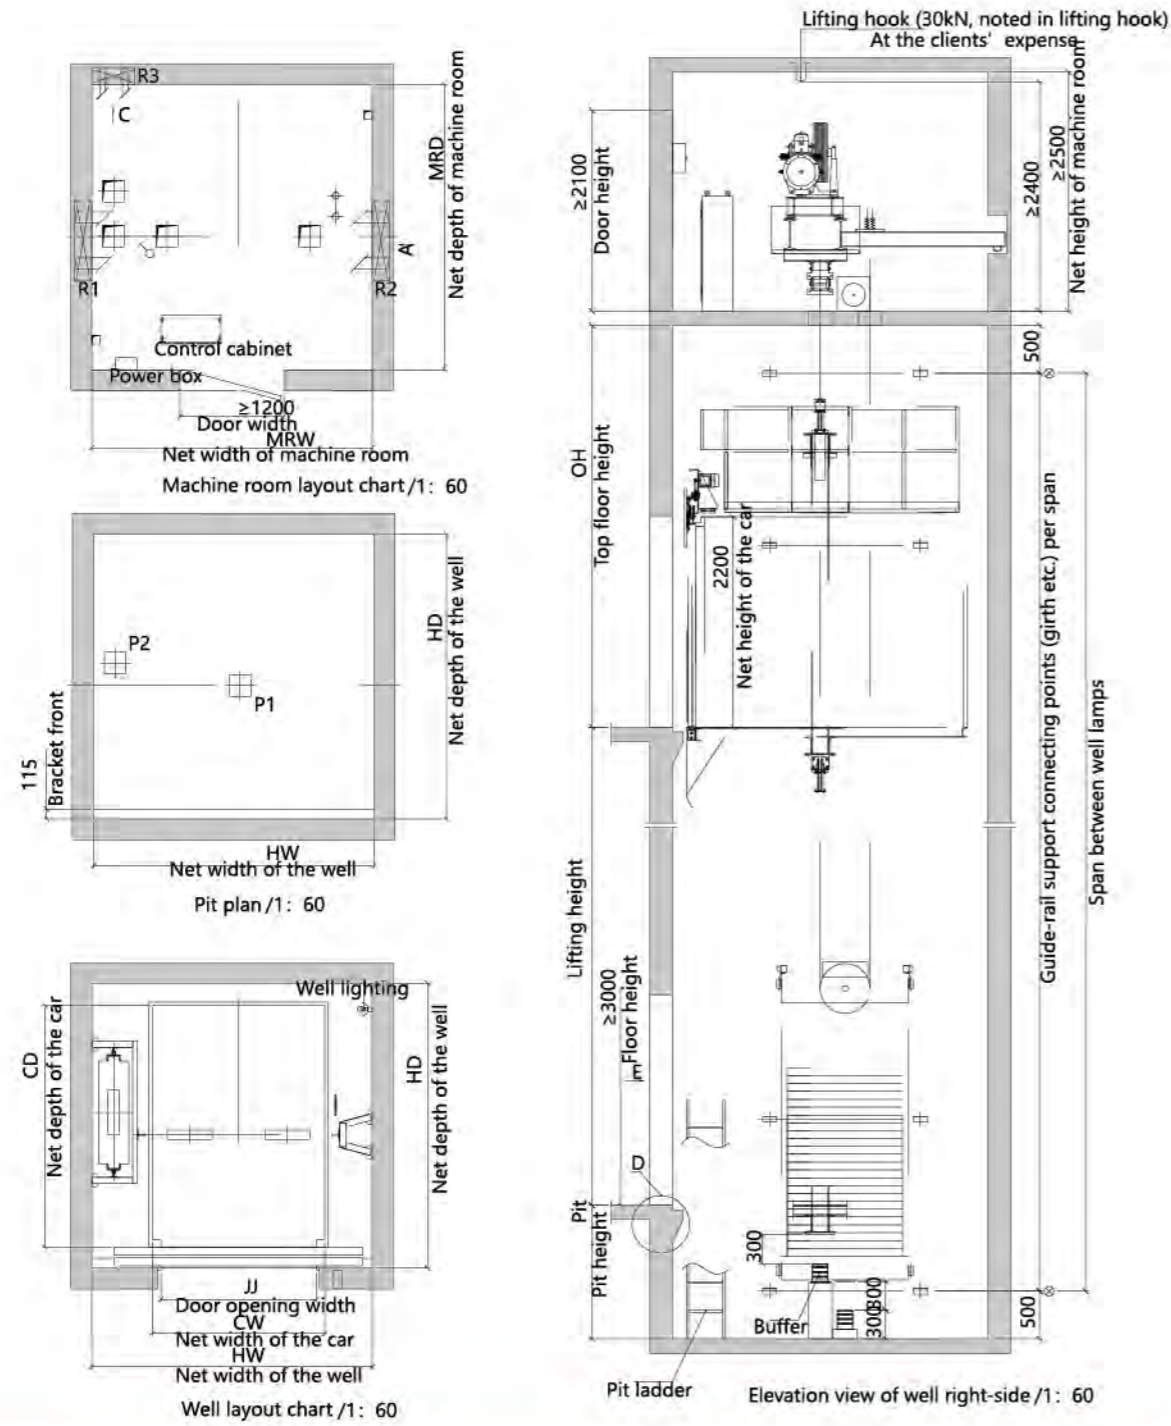 R3
C
MRD
Net depth of machine room
A
R1
R2
Control cabinet
Power box
≥1200
Door width
MRW
Net width of machine room
Machine room layout chart/1: 60
P2
P1
HD
Net depth of the well
115
Bracket front
HW
Net width of the well
Pit plan/1: 60
Well lighting
CD
Net depth of the car
HD
Net depth of the well
JJ
Door opening width
CW
Net width of the car
HW
Net width of the well
Well layout chart /1: 60
Lifting hook (30kN, noted in lifting hook)
At the clients' expense
≥2100
Door height
≥2400
≥2500
Net height of machine room
500
OH
Top floor height
2200
Net height of the car
Guide-rail support connecting points (girth etc.) per span
Span between well lamps
Lifting height
≥3000
Floor height
D
Pit
Pit height
300
300
300
500
Buffer
Pit ladder
Elevation view of well right-side /1: 60